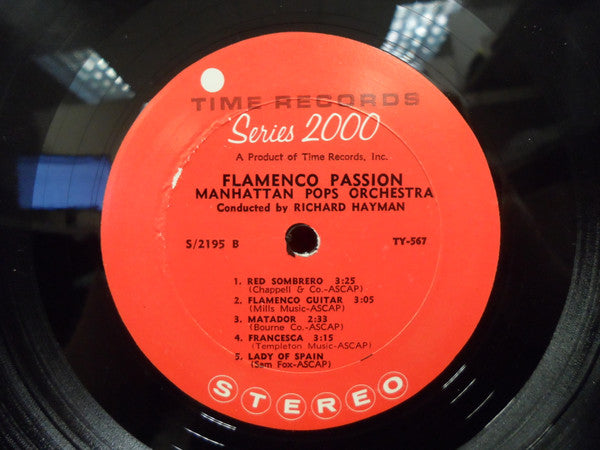 TIME RECORDS
Series 2000
A Product of Time Records, Inc.
FLAMENCO PASSION
MANHATTAN POPS ORCHESTRA
Conducted by RICHARD HAYMAN
S/2195 B TY-567
1. RED SOMBRERO 3:25
(Chappell & Co.-ASCAP)
2. FLAMENCO GUITAR 3:05
(Mills Music-ASCAP)
3. MATADOR 2:33
(Bourne Co.-ASCAP)
4. FRANCESCA 3:15
(Templeton Music-ASCAP)
5. LADY OF SPAIN
(Sam Fox-ASCAP)
STEREO